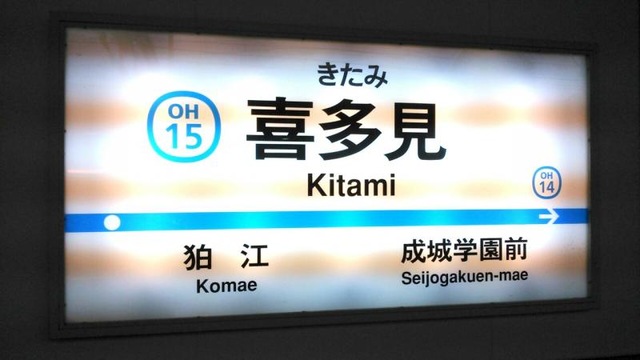 きたみ
OH
15
喜多見
Kitami
OH
14
狛江
Komae
成城学園前
Seijogakuen-mae